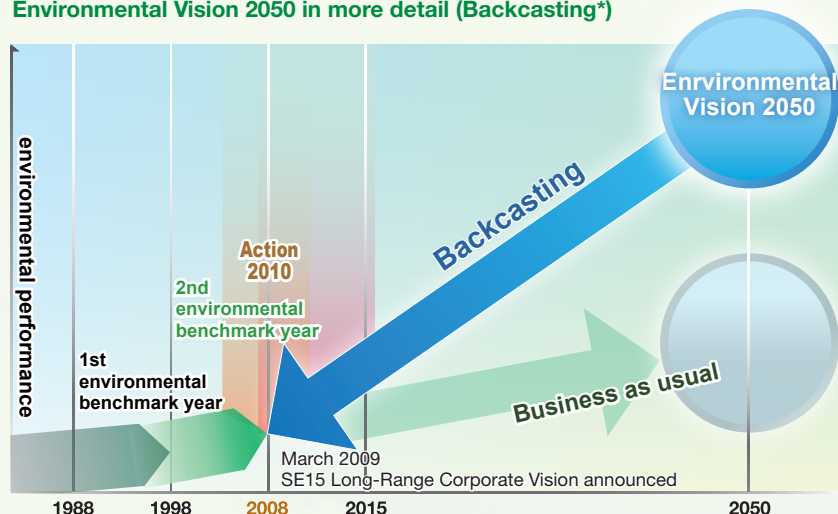 Environmental Vision 2050 in more detail (Backcasting*)
Enrvironmental
Vision 2050
environmental performance
Backcasting
Action
2010
2nd
environmental
benchmark year
1st
environmental
benchmark year
Business as usual
March 2009
SE15 Long-Range Corporate Vision announced
1988 1998 2008 2015 2050